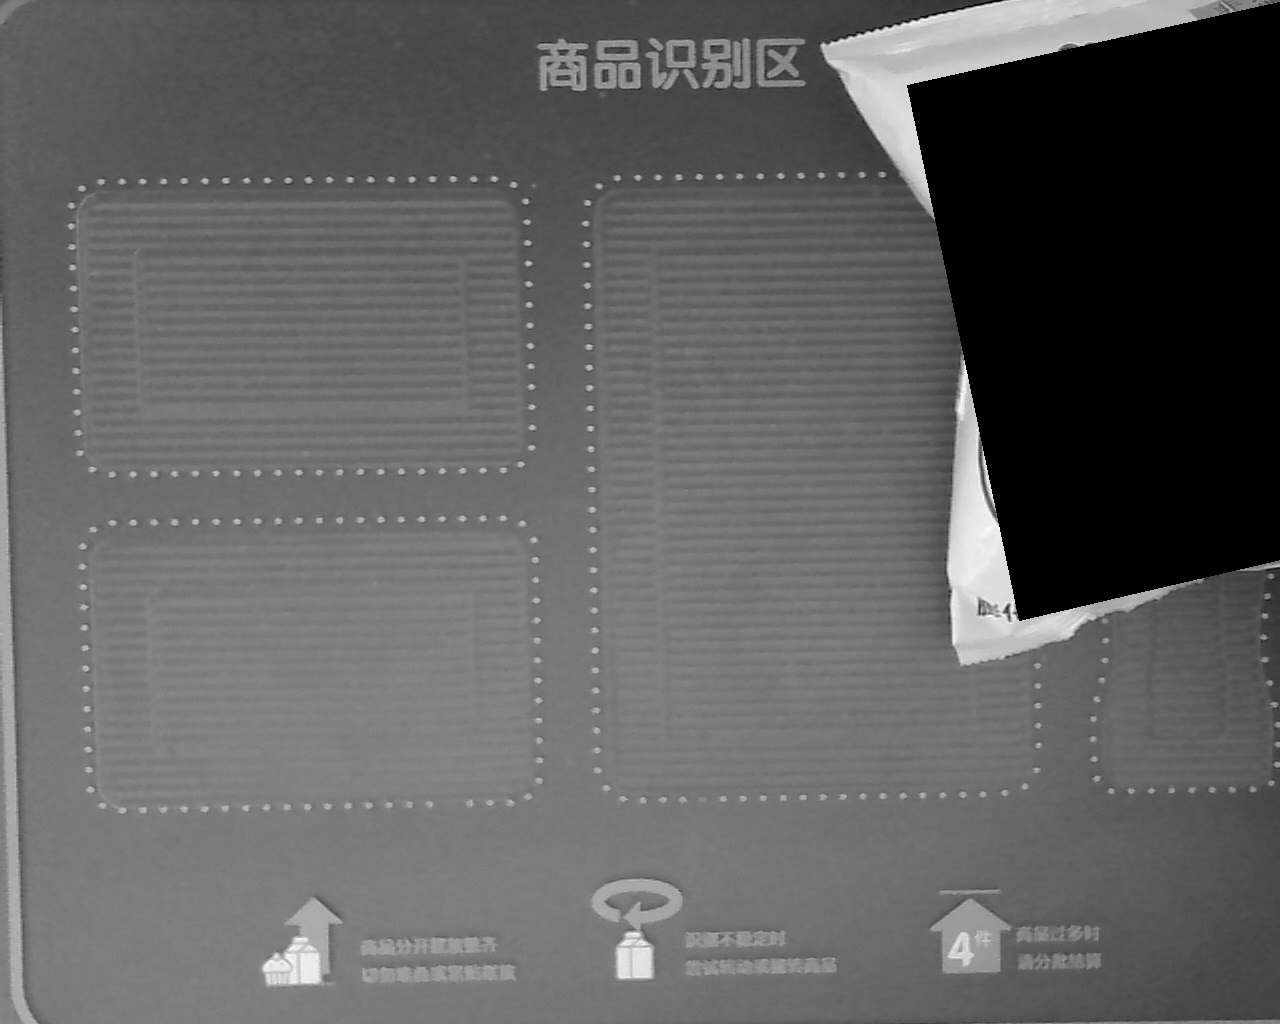 商品识别区
商品分开摆放整齐
切勿堆叠或紧贴摆放
识别不稳定时
尝试转动或翻转商品
4件
商品过多时
请分批结算